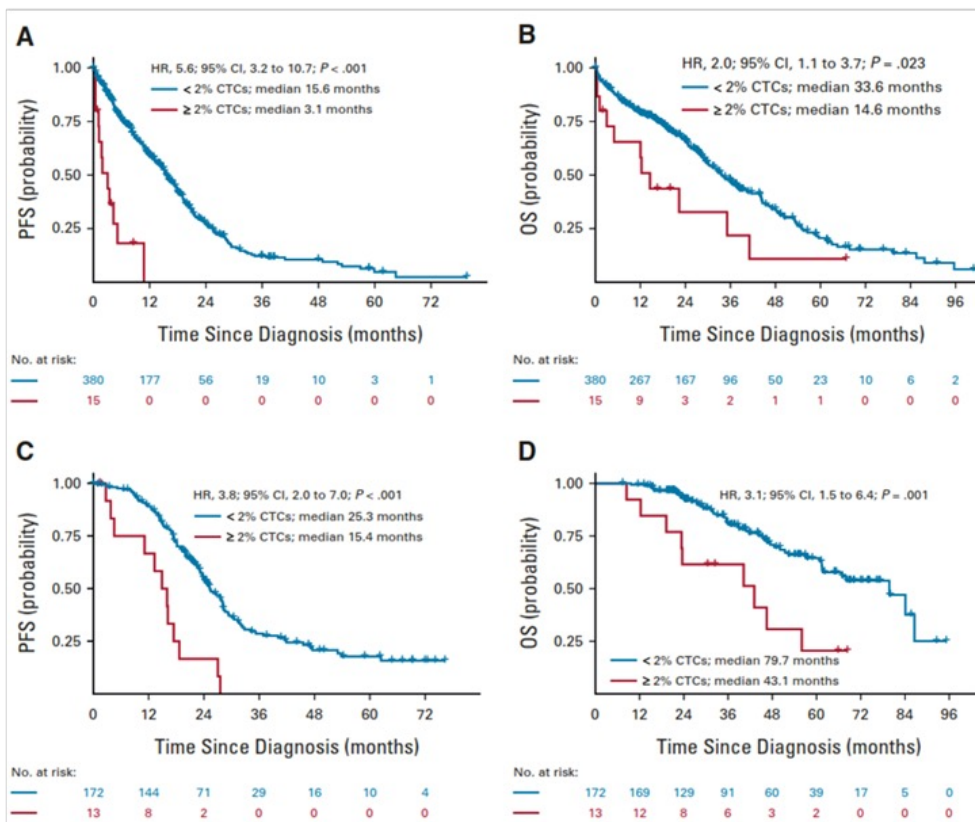 A
HR, 5.6; 95% CI, 3.2 to 10.7; P < .001
< 2% CTCs; median 15.6 months
≥ 2% CTCs; median 3.1 months
PFS (probability)
1.00
0.75
0.50
0.25
0 12 24 36 48 60 72
Time Since Diagnosis (months)
No. at risk:
380 177 56 19 10 3 1
15 0 0 0 0 0 0
B
HR, 2.0; 95% CI, 1.1 to 3.7; P = .023
< 2% CTCs; median 33.6 months
≥ 2% CTCs; median 14.6 months
OS (probability)
1.00
0.75
0.50
0.25
0 12 24 36 48 60 72 84 96
Time Since Diagnosis (months)
No. at risk:
380 267 167 96 50 23 10 6 2
15 9 3 2 1 1 0 0 0
C
HR, 3.8; 95% CI, 2.0 to 7.0; P < .001
< 2% CTCs; median 25.3 months
≥ 2% CTCs; median 15.4 months
PFS (probability)
1.00
0.75
0.50
0.25
0 12 24 36 48 60 72
Time Since Diagnosis (months)
No. at risk:
172 144 71 29 16 10 4
13 8 2 0 0 0 0
D
HR, 3.1; 95% CI, 1.5 to 6.4; P = .001
OS (probability)
1.00
0.75
0.50
0.25
< 2% CTCs; median 79.7 months
≥ 2% CTCs; median 43.1 months
0 12 24 36 48 60 72 84 96
Time Since Diagnosis (months)
No. at risk:
172 169 129 91 60 39 17 5 0
13 12 8 6 3 2 0 0 0